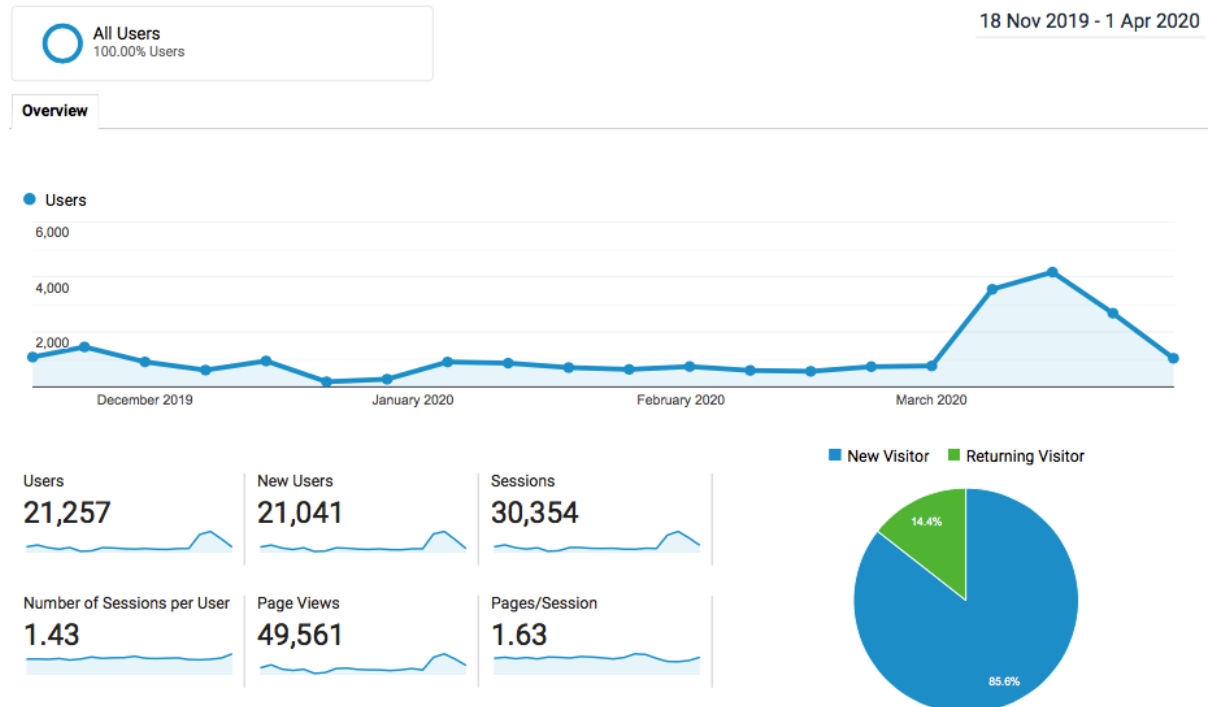 All Users
100.00% Users
18 Nov 2019 - 1 Apr 2020
Overview
Users
6,000
4,000
2,000
December 2019
January 2020
February 2020
March 2020
New Visitor
Returning Visitor
Users
21,257
New Users
21,041
Sessions
30,354
Number of Sessions per User
1.43
Page Views
49,561
Pages/Session
1.63
14.4%
85.6%